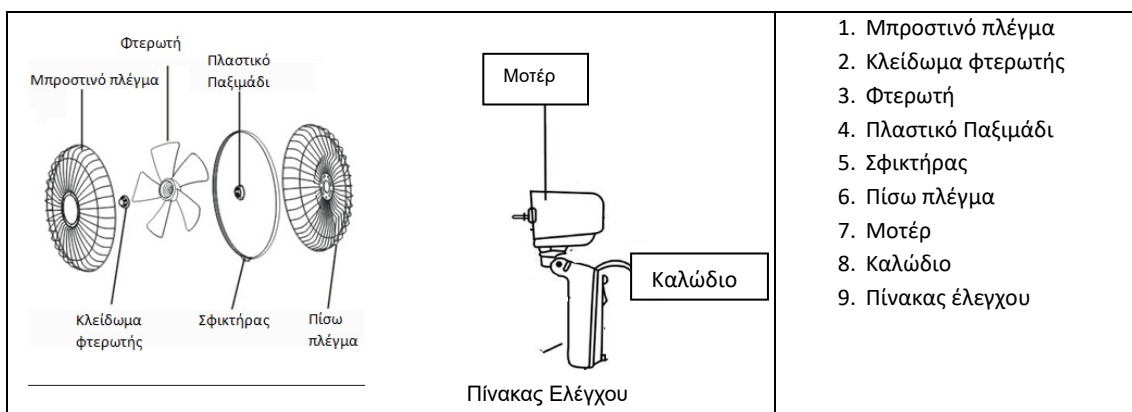 Φτερωτή
Πλαστικό
Παξιμάδι
Μπροστινό πλέγμα
Κλείδωμα
φτερωτής
Σφικτήρας
Πίσω
πλέγμα
Μοτέρ
Καλώδιο
Πίνακας Ελέγχου
1. Μπροστινό πλέγμα
2. Κλείδωμα φτερωτής
3. Φτερωτή
4. Πλαστικό Παξιμάδι
5. Σφικτήρας
6. Πίσω πλέγμα
7. Μοτέρ
8. Καλώδιο
9. Πίνακας έλεγχου